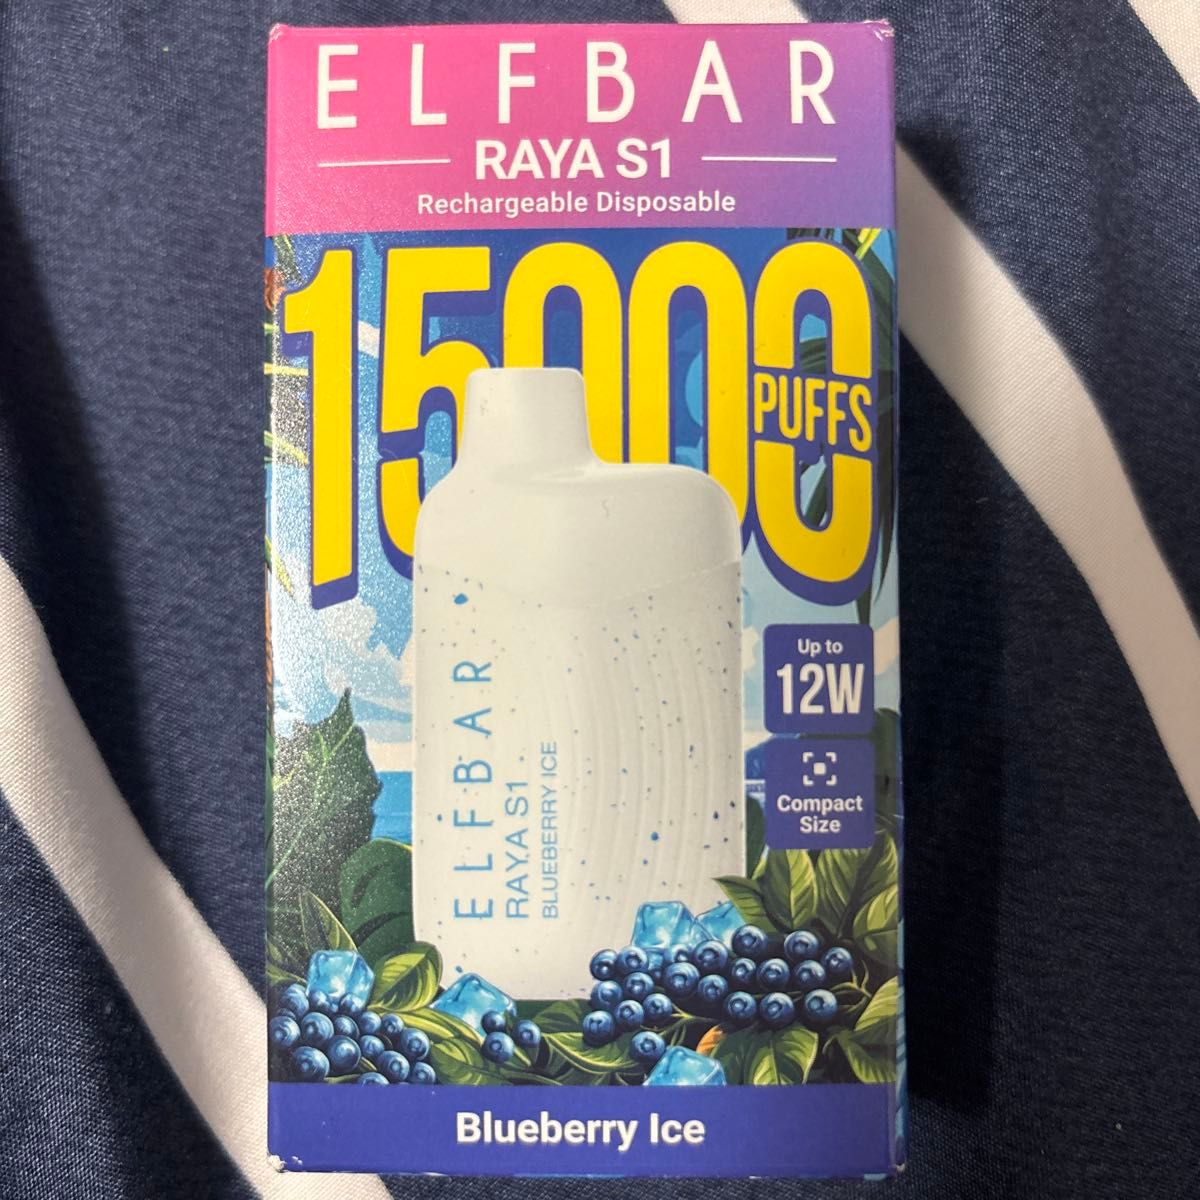 ELFBAR
RAYA S1
Rechargeable Disposable
15000
PUFFS
Up to
12W
Compact
Size
ELFBAR
RAYA S1
BLUEBERRY ICE
Blueberry Ice